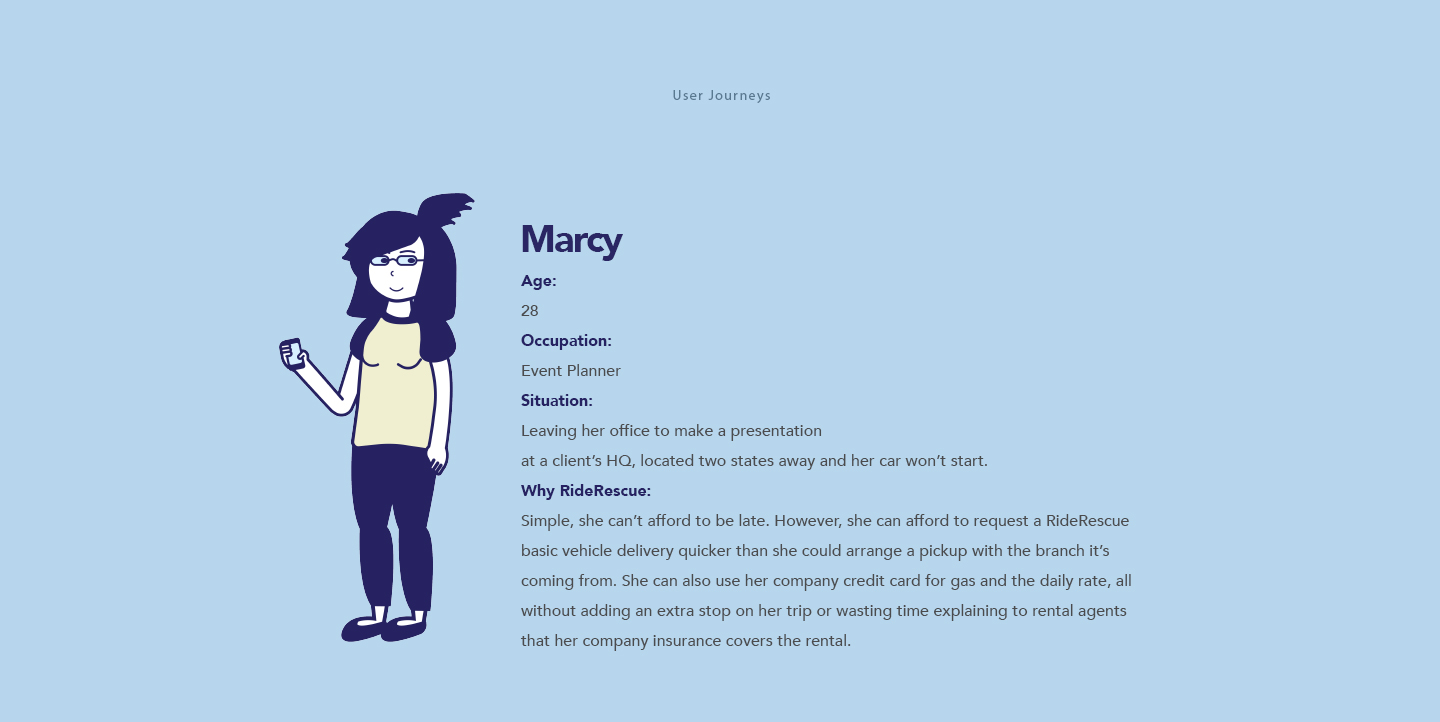 User Journeys
Marcy
Age:
28
Occupation:
Event Planner
Situation:
Leaving her office to make a presentation
at a client’s HQ, located two states away and her car won’t start.
Why RideRescue:
Simple, she can’t afford to be late. However, she can afford to request a RideRescue
basic vehicle delivery quicker than she could arrange a pickup with the branch it’s
coming from. She can also use her company credit card for gas and the daily rate, all
without adding an extra stop on her trip or wasting time explaining to rental agents
that her company insurance covers the rental.